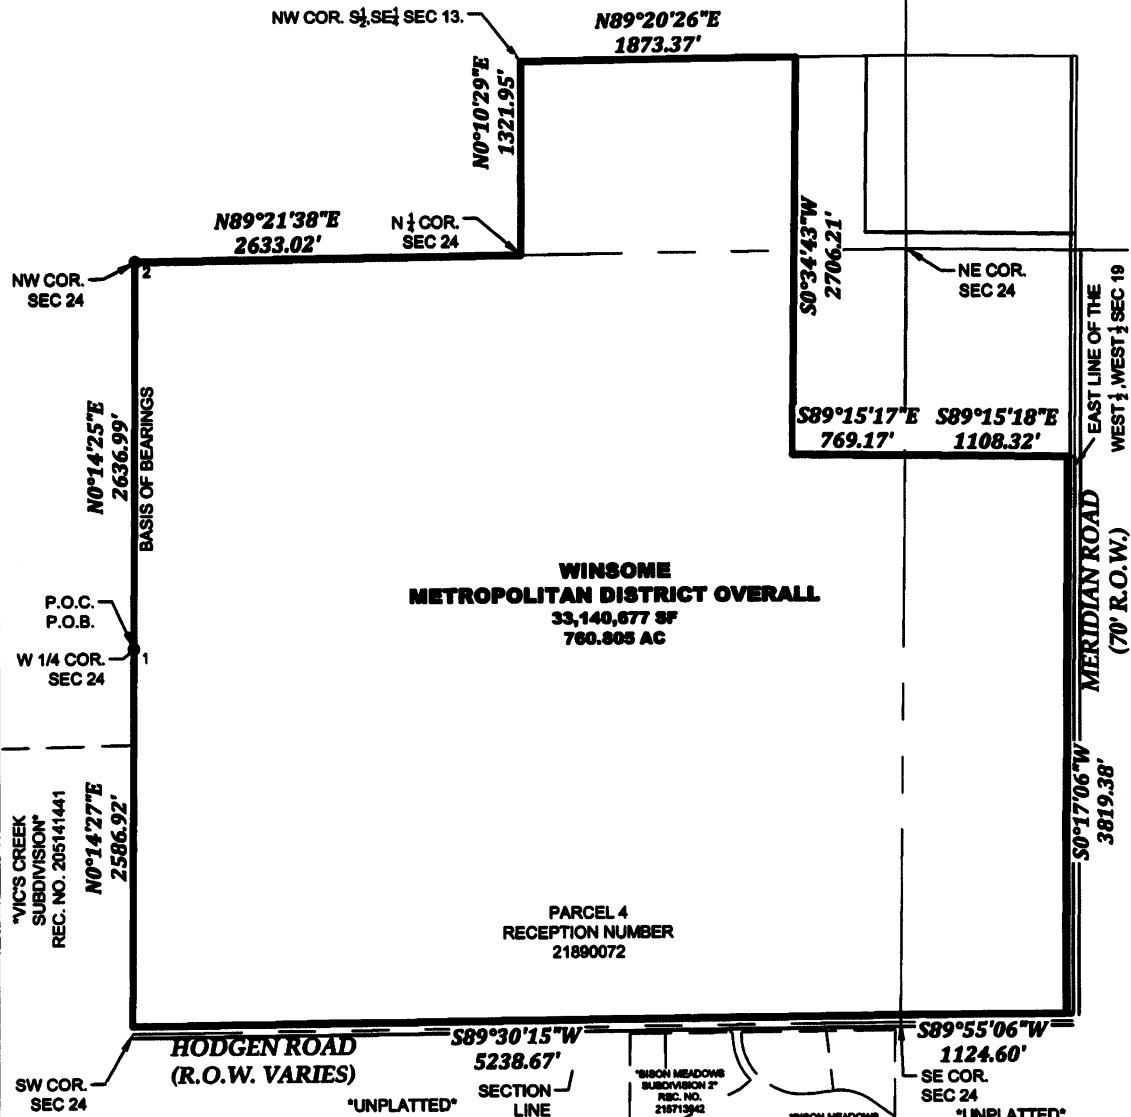 NW COR. S½,SE¼ SEC 13.
N89°20'26"E
1873.37'
N0°10'29"E
1321.95'
N89°21'38"E
2633.02'
N ¼ COR.
SEC 24
S0°34'43"W
2706.21'
NW COR.
SEC 24
2
NE COR.
SEC 24
EAST LINE OF THE
WEST ½,WEST ½ SEC 19
N0°14'25"E
2636.99'
BASIS OF BEARINGS
S89°15'17"E
769.17'
S89°15'18"E
1108.32'
WINSOME
METROPOLITAN DISTRICT OVERALL
33,140,677 SF
760.805 AC
MERIDIAN ROAD
(70' R.O.W.)
P.O.C.
P.O.B.
W 1/4 COR.
SEC 24
1
"VIC'S CREEK
SUBDIVISION"
REC. NO. 205141441
N0°14'27"E
2586.92'
S0°17'06"W
3819.38'
PARCEL 4
RECEPTION NUMBER
21890072
HODGEN ROAD
(R.O.W. VARIES)
S89°30'15"W
5238.67'
S89°55'06"W
1124.60'
SW COR.
SEC 24
"UNPLATTED"
SECTION
LINE
"BISON MEADOWS
SUBDIVISION 2"
REC. NO.
SE COR.
SEC 24
"BISON MEADOWS
"UNPLATTED"